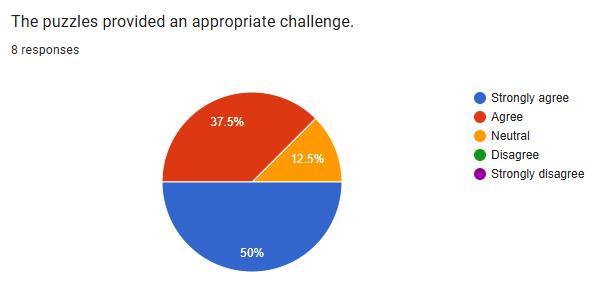 The puzzles provided an appropriate challenge.
8 responses
37.5%
12.5%
50%
Strongly agree
Agree
Neutral
Disagree
Strongly disagree